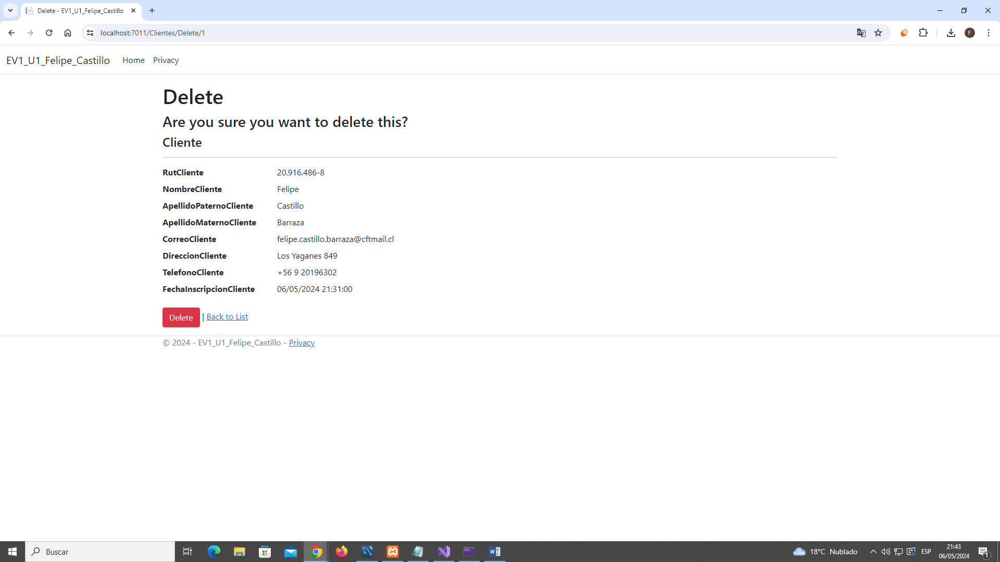 Delete - EV1_U1_Felipe_Castillo
localhost:7011/Clientes/Delete/1
F
EV1_U1_Felipe_Castillo Home Privacy
Delete
Are you sure you want to delete this?
Cliente
RutCliente 20.916.486-8
NombreCliente Felipe
ApellidoPaternoCliente Castillo
ApellidoMaternoCliente Barraza
CorreoCliente felipe.castillo.barraza@cftmail.cl
DireccionCliente Los Yaganes 849
TelefonoCliente +56 9 20196302
FechaInscripcionCliente 06/05/2024 21:31:00
Delete | Back to List
© 2024 - EV1_U1_Felipe_Castillo - Privacy
Buscar
18°C Nublado
ESP
21:43
06/05/2024
1